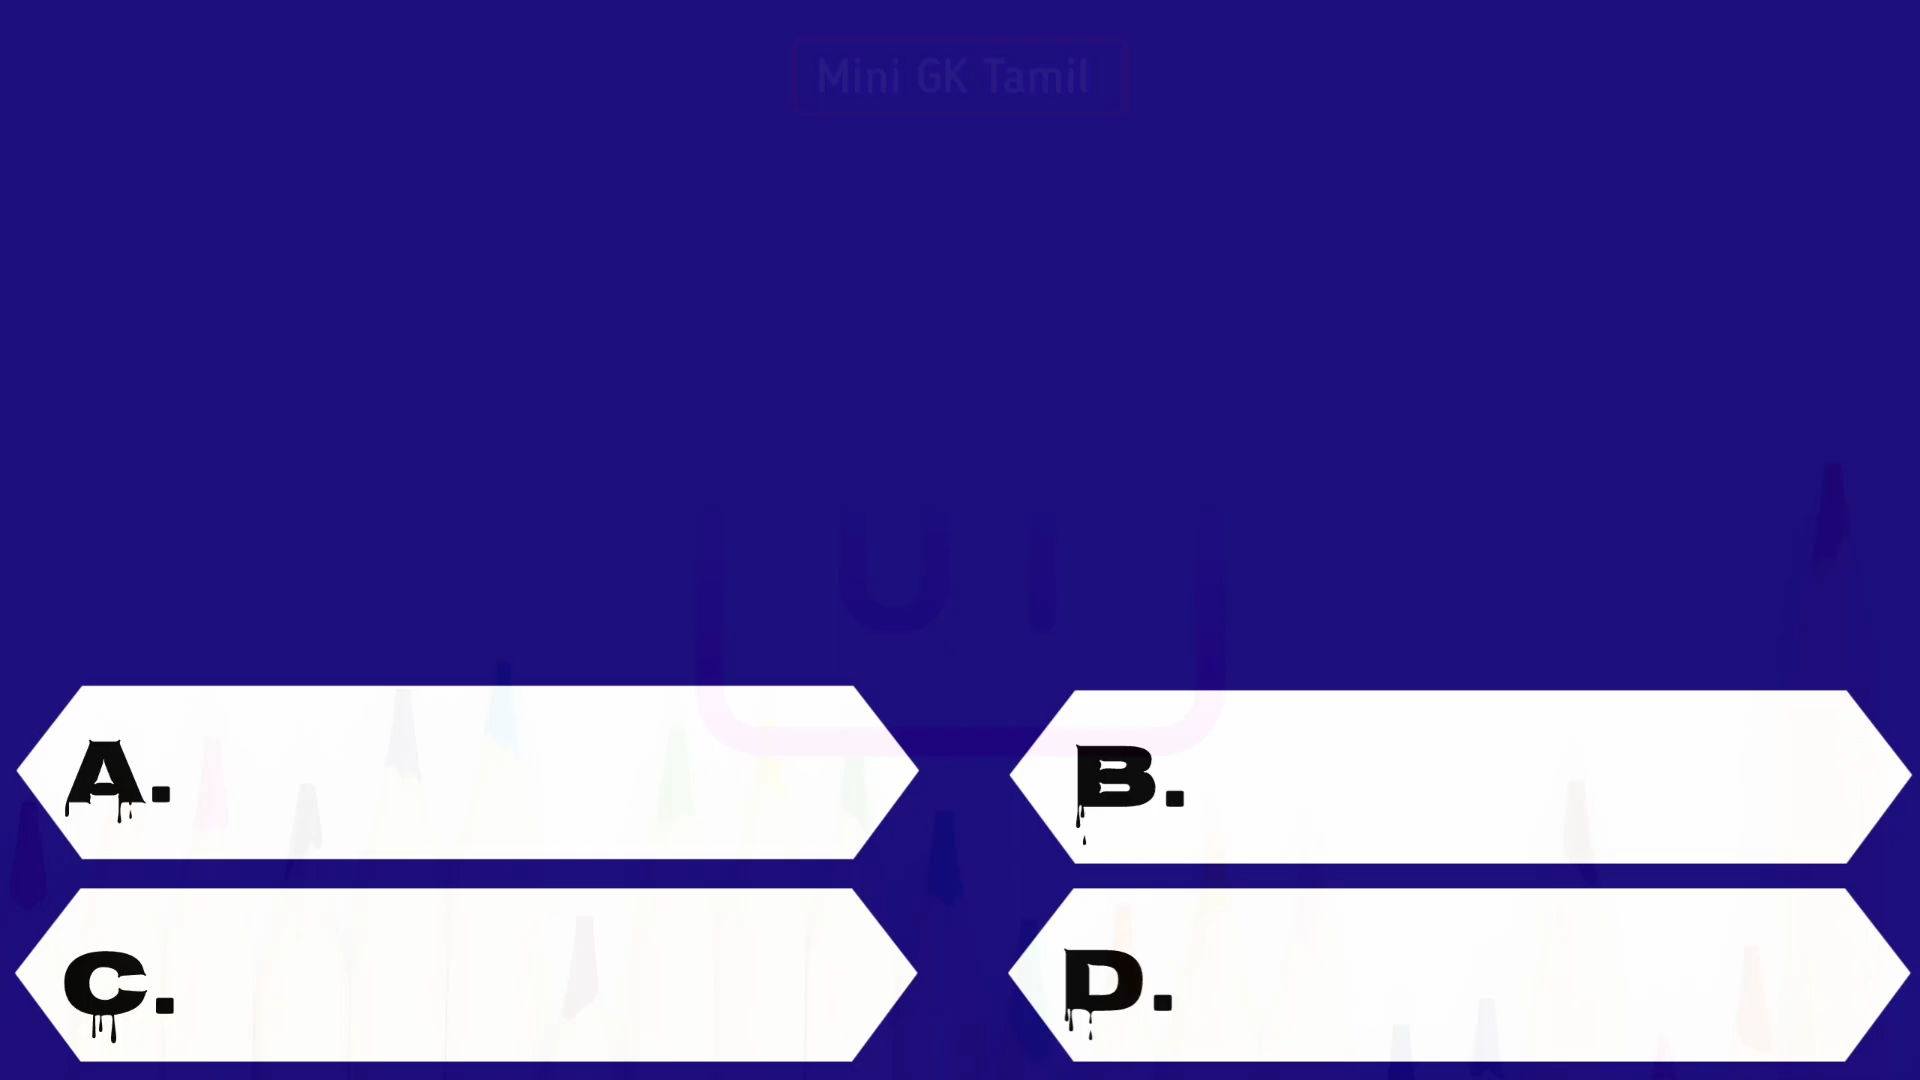 Mini GK Tamil
A.
B.
C.
D.